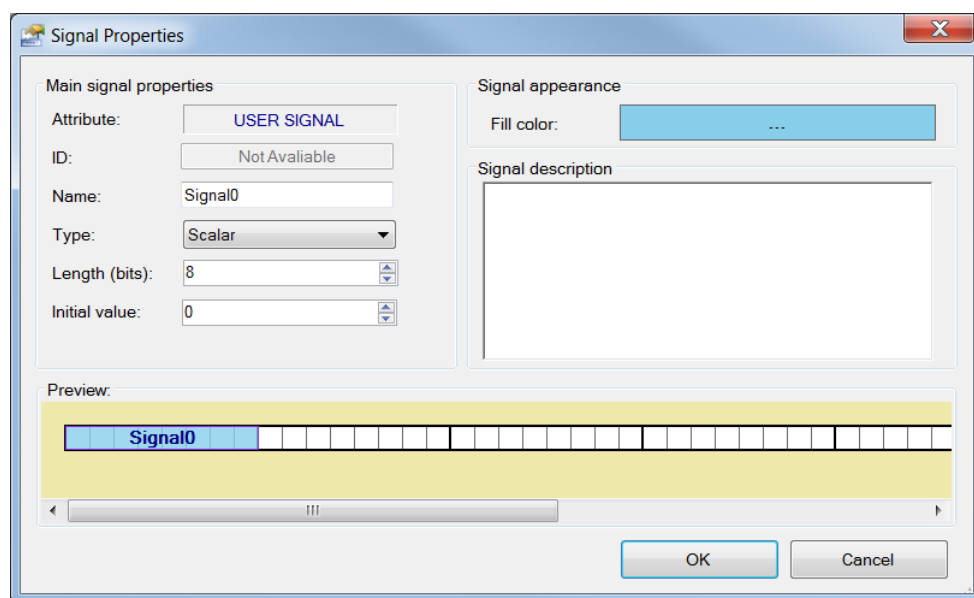 Signal Properties
Main signal properties
Attribute: USER SIGNAL
ID: Not Avaliable
Name: Signal0
Type: Scalar
Length (bits): 8
Initial value: 0
Signal appearance
Fill color: ...
Signal description
Preview:
Signal0
OK Cancel